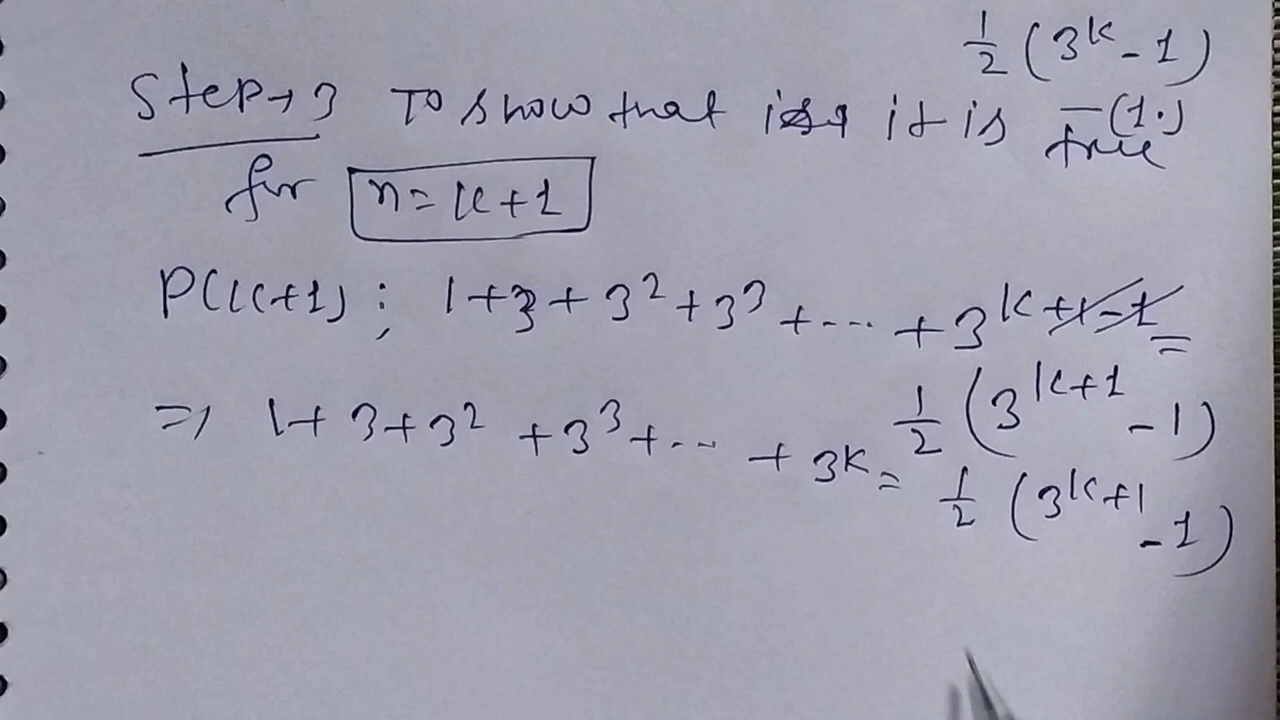 1/2 (3^k - 1)
Step → 3 To show that it is true —(1.)
for n = k+1
P(k+1) ; 1+3+3^2+3^3+...+3^k+1-1 =
1/2 (3^k+1 - 1)
⇒ 1+3+3^2+3^3+...+3^k = 1/2 (3^k+1 - 1)